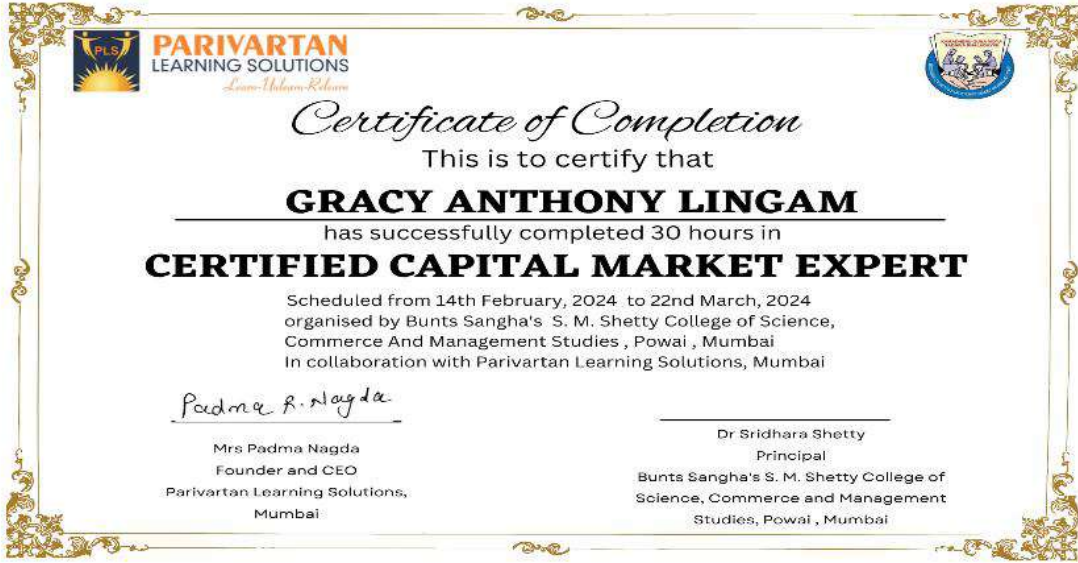 PLS
PARIVARTAN
LEARNING SOLUTIONS
Learn-Unlearn-Relearn
Certificate of Completion
This is to certify that
GRACY ANTHONY LINGAM
has successfully completed 30 hours in
CERTIFIED CAPITAL MARKET EXPERT
Scheduled from 14th February, 2024 to 22nd March, 2024
organised by Bunts Sangha's S. M. Shetty College of Science,
Commerce And Management Studies , Powai , Mumbai
In collaboration with Parivartan Learning Solutions, Mumbai
Padma R. Nagda
Mrs Padma Nagda
Founder and CEO
Parivartan Learning Solutions,
Mumbai
Dr Sridhara Shetty
Principal
Bunts Sangha's S. M. Shetty College of
Science, Commerce and Management
Studies, Powai , Mumbai